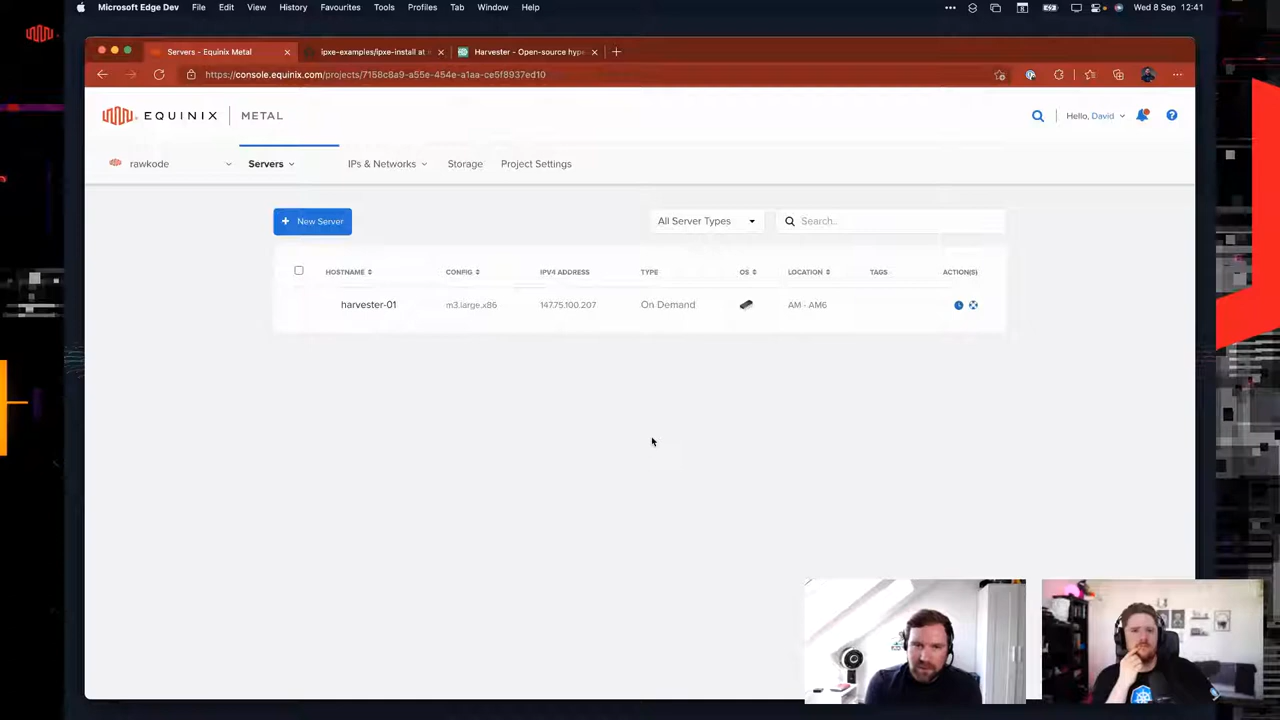 Microsoft Edge Dev File Edit View History Favourites Tools Profiles Tab Window Help Wed 8 Sep 12:41
Servers - Equinix Metal
ipxe-examples/ipxe-install at
Harvester - Open-source hype
https://console.equinix.com/projects/7158c8a9-a55e-454e-a1aa-ce5f8937ed10
EQUINIX METAL
Hello, David
rawkode
Servers
IPs & Networks
Storage
Project Settings
+ New Server
All Server Types
Search..
HOSTNAME CONFIG IPV4 ADDRESS TYPE OS LOCATION TAGS ACTION(S)
harvester-01 m3.large.x86 147.75.100.207 On Demand AM - AM6